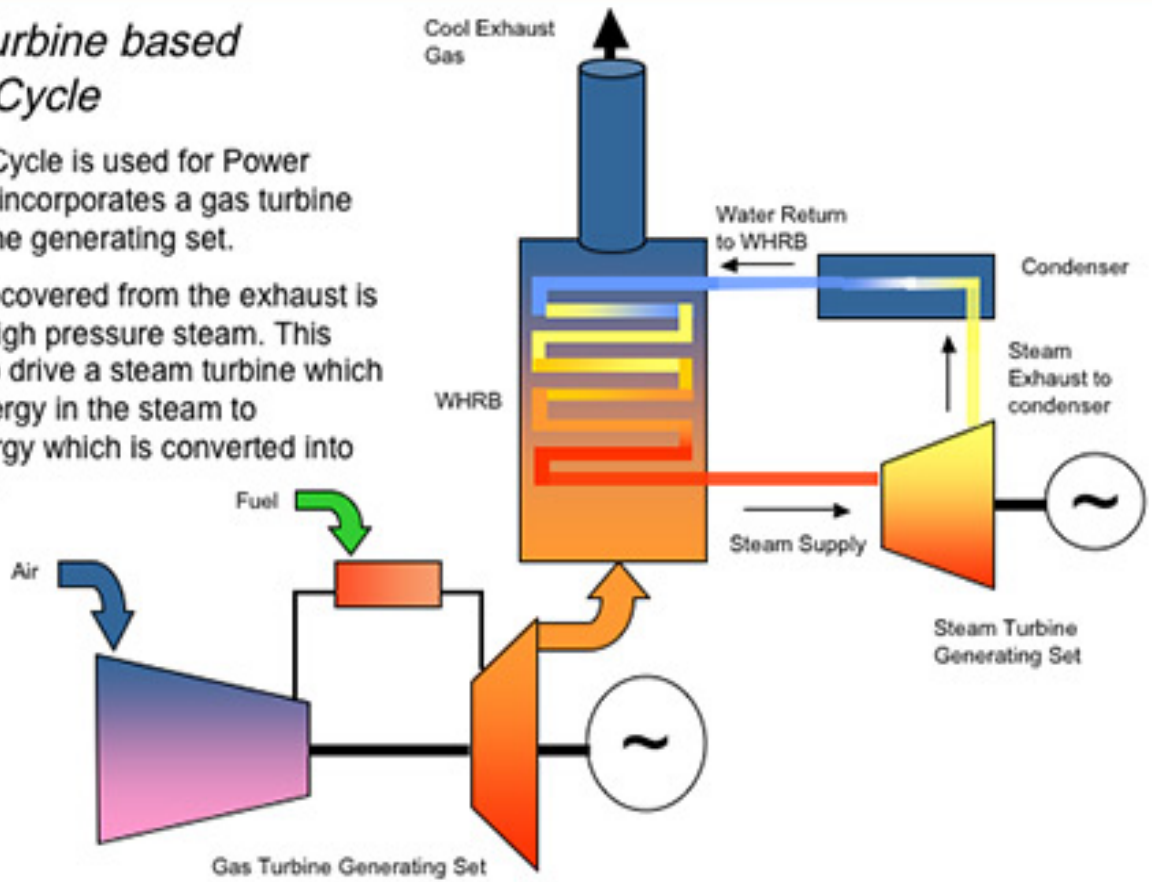 urbine based
Cycle
Cycle is used for Power
incorporates a gas turbine
ne generating set.
covered from the exhaust is
igh pressure steam. This
drive a steam turbine which
ergy in the steam to
rgy which is converted into
Cool Exhaust
Gas
Water Return
to WHRB
Condenser
Steam
Exhaust to
condenser
WHRB
Steam Supply
Fuel
Air
~
Steam Turbine
Generating Set
~
Gas Turbine Generating Set